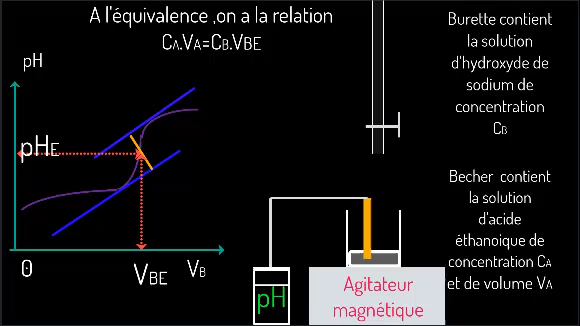 A l'équivalence ,on a la relation
CA.VA=CB.VBE
pH
pHE
0
VBE
VB
Burette contient
la solution
d'hydroxyde de
sodium de
concentration
CB
Becher contient
la solution
d'acide
éthanoique de
concentration CA
et de volume VA
pH
Agitateur
magnétique